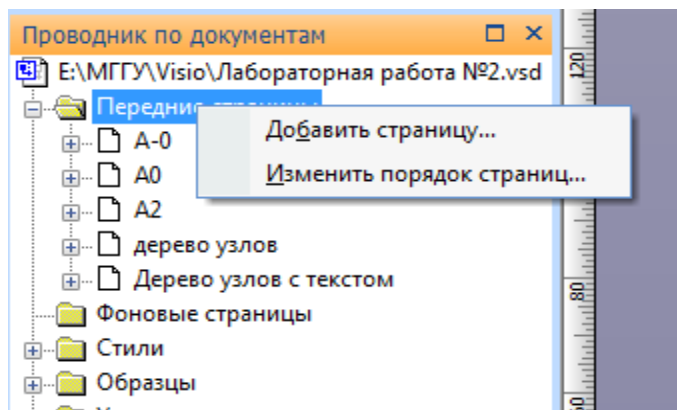 Проводник по документам
E:\МГГУ\Visio\Лабораторная работа №2.vsd
Передние
Добавить страницу...
Изменить порядок страниц...
А-0
А0
А2
дерево узлов
Дерево узлов с текстом
Фоновые страницы
Стили
Образцы
120
80